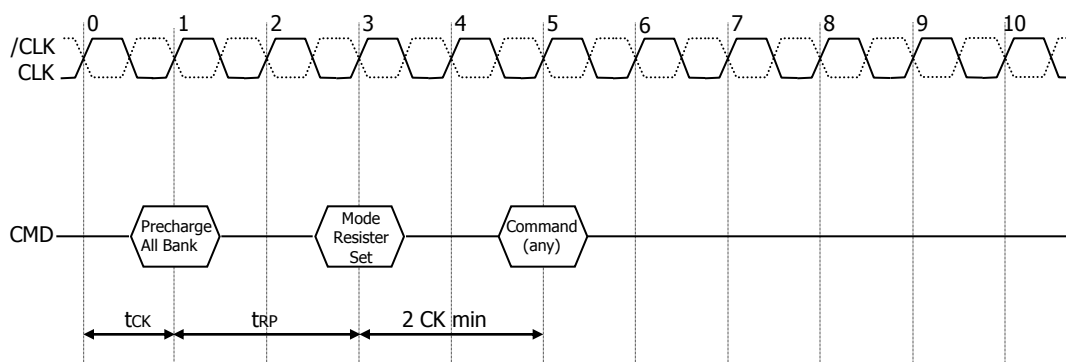 0 1 2 3 4 5 6 7 8 9 10
/CLK
CLK
CMD
Precharge
All Bank
Mode
Resister
Set
Command
(any)
tCK
tRP
2 CK min